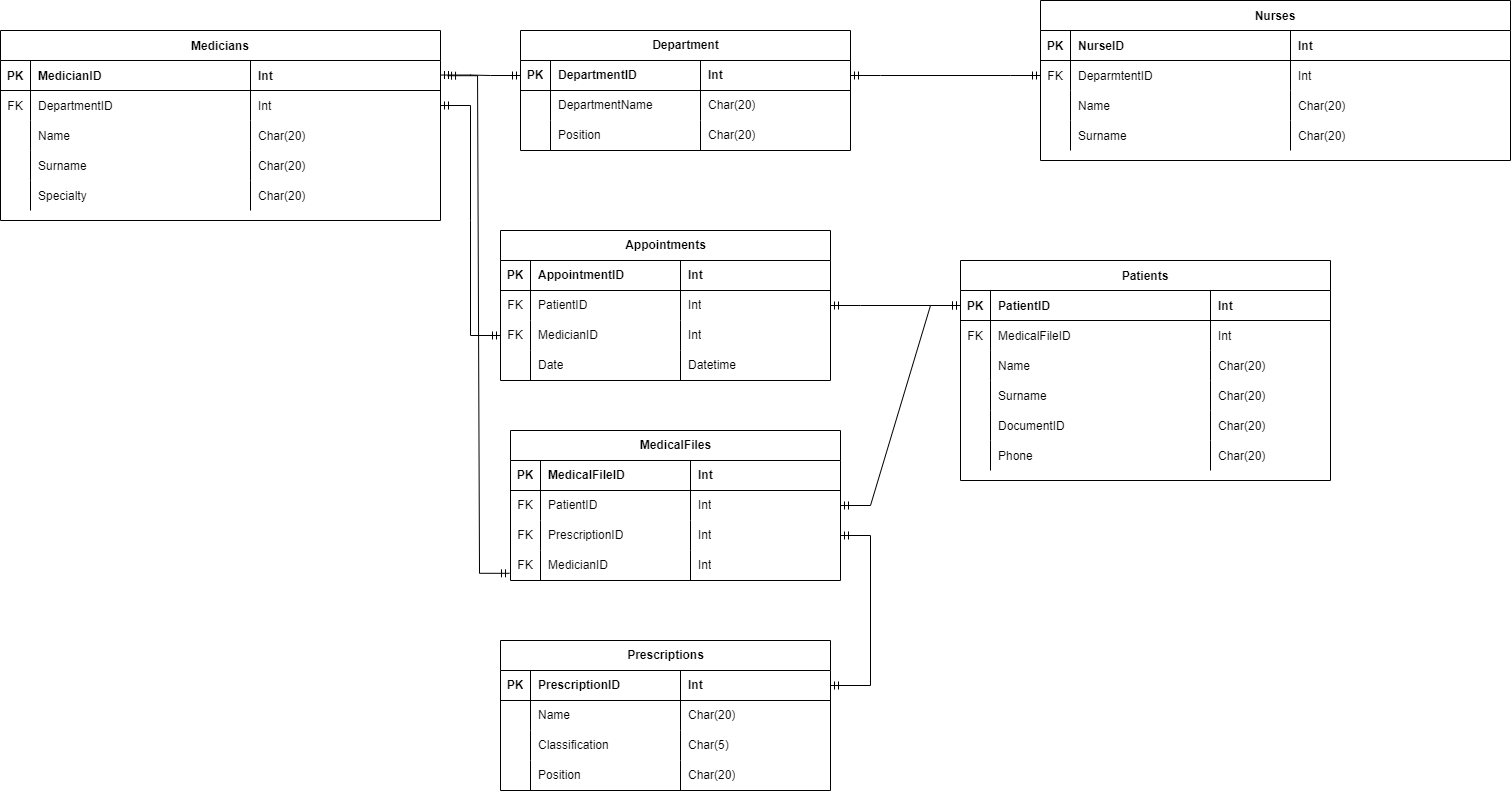 Medicians
PK MedicianID Int
FK DepartmentID Int
Name Char(20)
Surname Char(20)
Specialty Char(20)
Department
PK DepartmentID Int
DepartmentName Char(20)
Position Char(20)
Nurses
PK NurseID Int
FK DeparmtentID Int
Name Char(20)
Surname Char(20)
Appointments
PK AppointmentID Int
FK PatientID Int
FK MedicianID Int
Date Datetime
Patients
PK PatientID Int
FK MedicalFileID Int
Name Char(20)
Surname Char(20)
DocumentID Char(20)
Phone Char(20)
MedicalFiles
PK MedicalFileID Int
FK PatientID Int
FK PrescriptionID Int
FK MedicianID Int
Prescriptions
PK PrescriptionID Int
Name Char(20)
Classification Char(5)
Position Char(20)